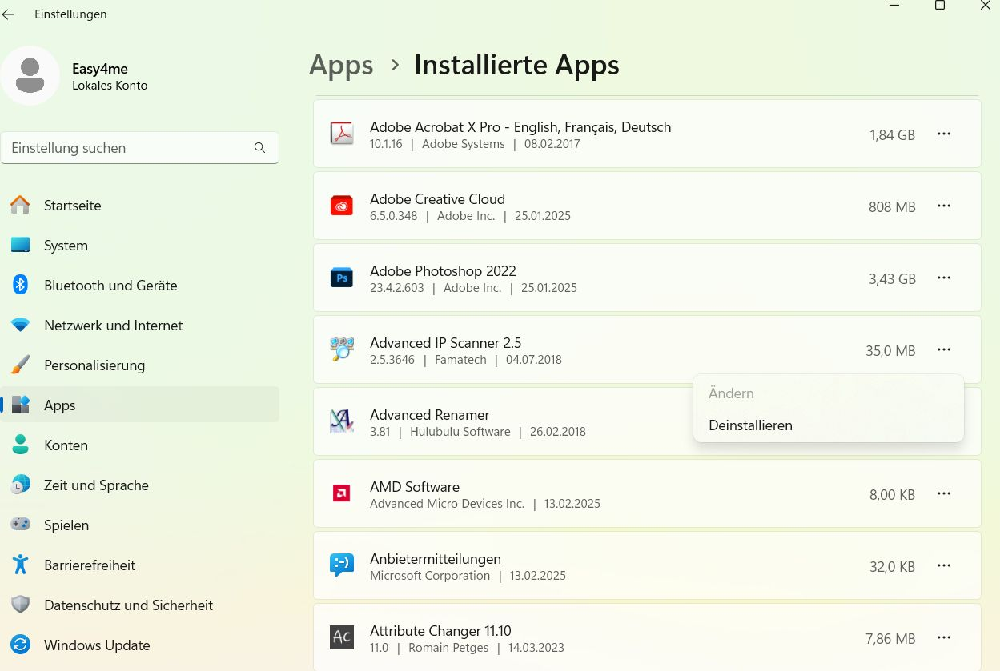 Einstellungen
Easy4me
Lokales Konto
Einstellung suchen
Startseite
System
Bluetooth und Geräte
Netzwerk und Internet
Personalisierung
Apps
Konten
Zeit und Sprache
Spielen
Barrierefreiheit
Datenschutz und Sicherheit
Windows Update
Apps > Installierte Apps
Adobe Acrobat X Pro - English, Français, Deutsch
10.1.16 | Adobe Systems | 08.02.2017
1,84 GB
Adobe Creative Cloud
6.5.0.348 | Adobe Inc. | 25.01.2025
808 MB
Adobe Photoshop 2022
23.4.2.603 | Adobe Inc. | 25.01.2025
3,43 GB
Ps
Advanced IP Scanner 2.5
2.5.3646 | Famatech | 04.07.2018
35,0 MB
Ändern
Deinstallieren
Advanced Renamer
3.81 | Hulubulu Software | 26.02.2018
AMD Software
Advanced Micro Devices Inc. | 13.02.2025
8,00 KB
Anbietermitteilungen
Microsoft Corporation | 13.02.2025
32,0 KB
Ac
Attribute Changer 11.10
11.0 | Romain Petges | 14.03.2023
7,86 MB